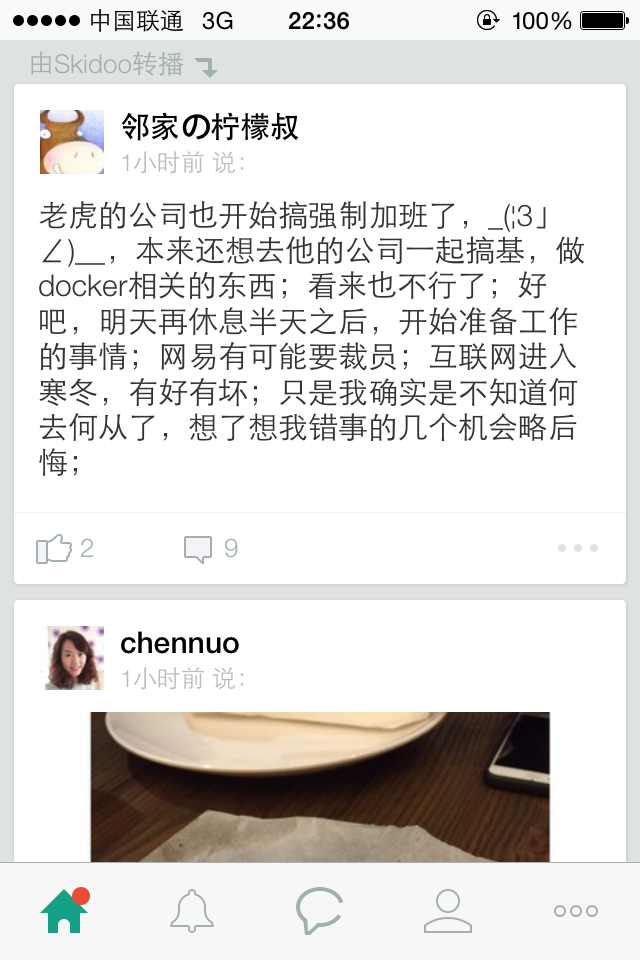 中国联通 3G 22:36 100%
由Skidoo转播
邻家の柠檬叔
1小时前 说：
老虎的公司也开始搞强制加班了，_(¦3」
∠)__，本来还想去他的公司一起搞基，做
docker相关的东西；看来也不行了；好
吧，明天再休息半天之后，开始准备工作
的事情；网易有可能要裁员；互联网进入
寒冬，有好有坏；只是我确实是不知道何
去何从了，想了想我错事的几个机会略后
悔；
2 9
chennuo
1小时前 说：